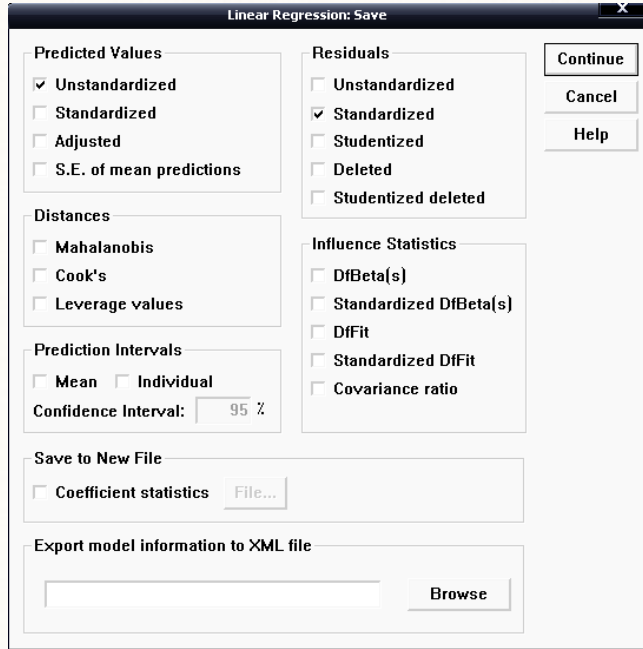 Linear Regression: Save
X
Predicted Values
Unstandardized
Standardized
Adjusted
S.E. of mean predictions
Distances
Mahalanobis
Cook's
Leverage values
Prediction Intervals
Mean Individual
Confidence Interval: 95 %
Residuals
Unstandardized
Standardized
Studentized
Deleted
Studentized deleted
Influence Statistics
DfBeta(s)
Standardized DfBeta(s)
DfFit
Standardized DfFit
Covariance ratio
Continue
Cancel
Help
Save to New File
Coefficient statistics File...
Export model information to XML file
Browse